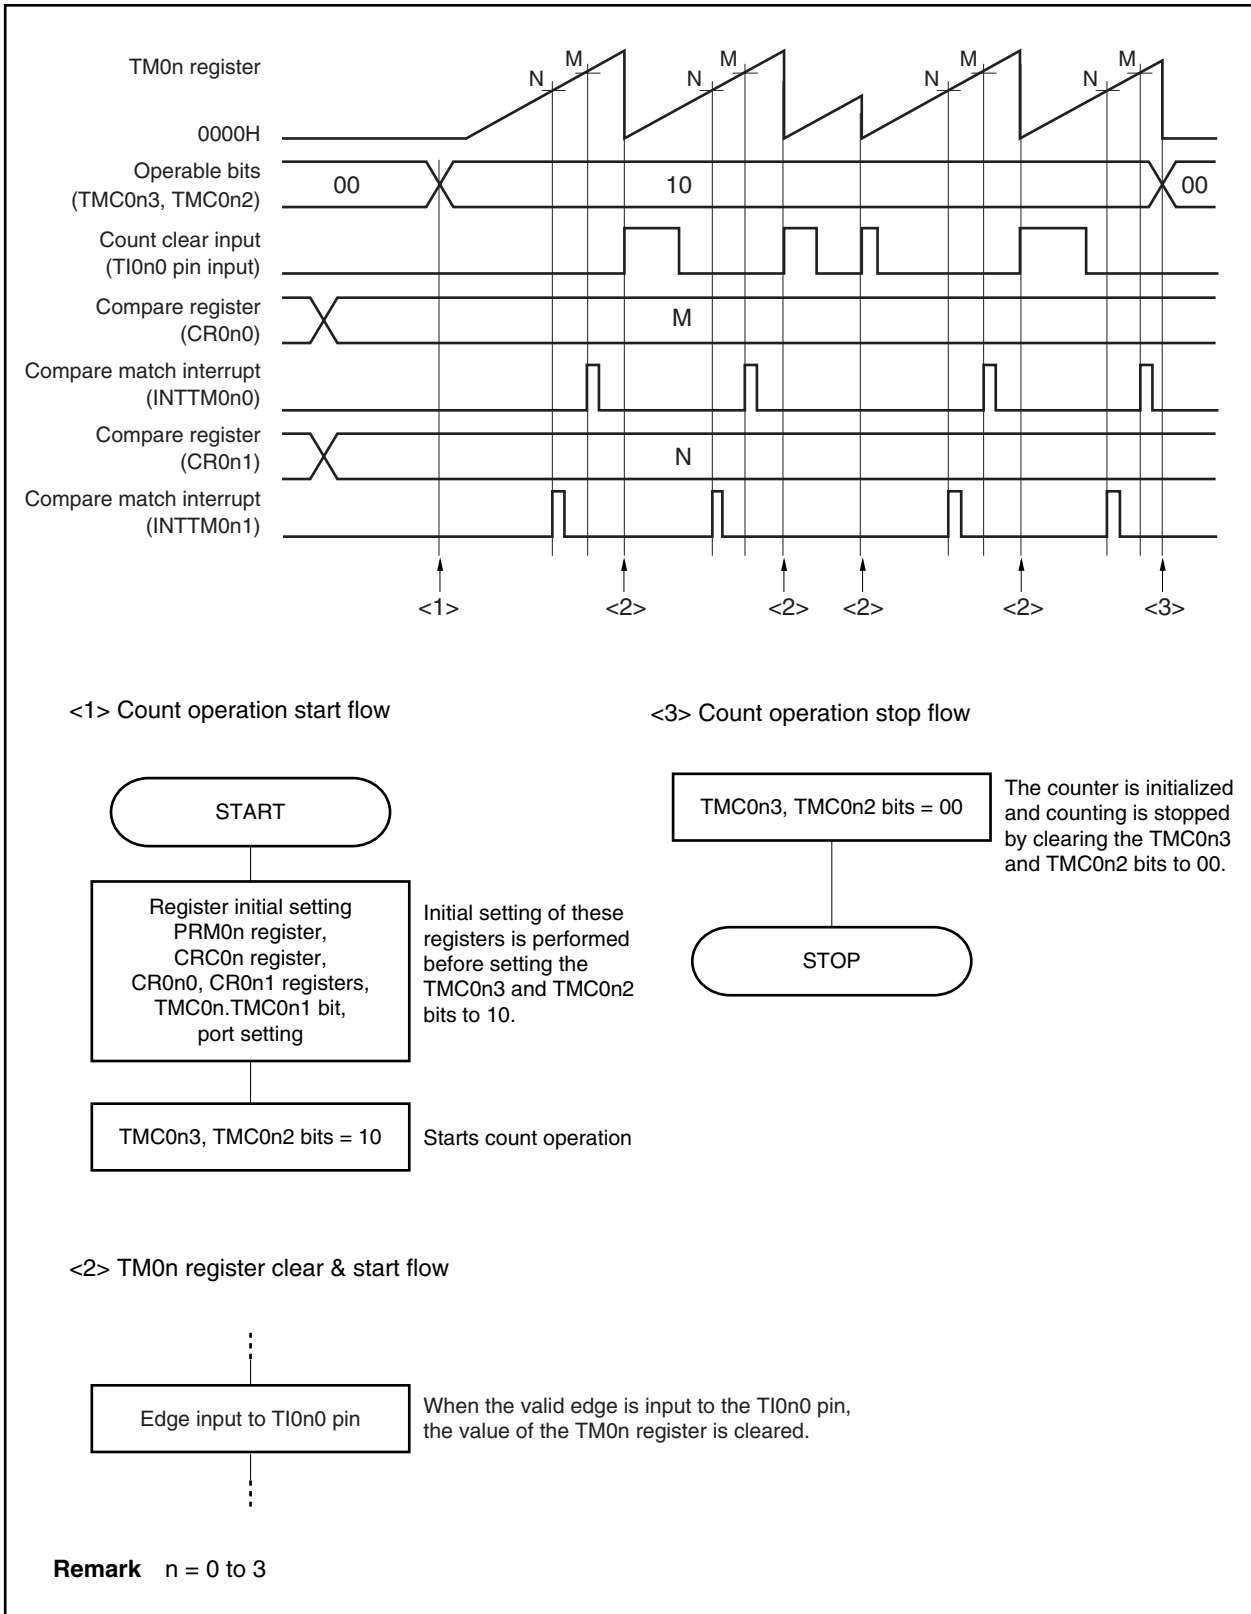 TM0n register
N
M
N
M
N
M
N
M
0000H
Operable bits
(TMC0n3, TMC0n2)
00
10
00
Count clear input
(TI0n0 pin input)
Compare register
(CR0n0)
M
Compare match interrupt
(INTTM0n0)
Compare register
(CR0n1)
N
Compare match interrupt
(INTTM0n1)
<1>
<2>
<2>
<2>
<2>
<3>
<1> Count operation start flow
START
Register initial setting
PRM0n register,
CRC0n register,
CR0n0, CR0n1 registers,
TMC0n.TMC0n1 bit,
port setting
Initial setting of these
registers is performed
before setting the
TMC0n3 and TMC0n2
bits to 10.
TMC0n3, TMC0n2 bits = 10
Starts count operation
<3> Count operation stop flow
TMC0n3, TMC0n2 bits = 00
The counter is initialized
and counting is stopped
by clearing the TMC0n3
and TMC0n2 bits to 00.
STOP
<2> TM0n register clear & start flow
Edge input to TI0n0 pin
When the valid edge is input to the TI0n0 pin,
the value of the TM0n register is cleared.
Remark n = 0 to 3